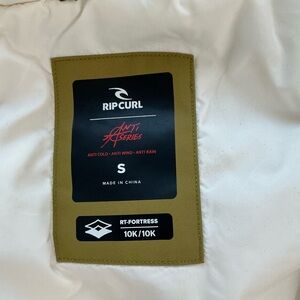 RIP CURL
ANTI
SERIES
ANTI COLD • ANTI WIND • ANTI RAIN
S
MADE IN CHINA
RT-FORTRESS
10K/10K